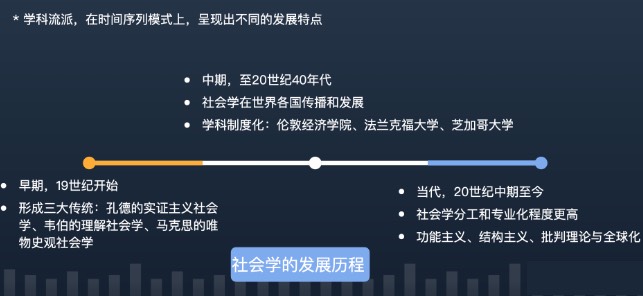 * 学科流派，在时间序列模式上，呈现出不同的发展特点
• 中期，至20世纪40年代
• 社会学在世界各国传播和发展
• 学科制度化：伦敦经济学院、法兰克福大学、芝加哥大学
• 早期，19世纪开始
• 形成三大传统：孔德的实证主义社会
学、韦伯的理解社会学、马克思的唯
物史观社会学
• 当代，20世纪中期至今
• 社会学分工和专业化程度更高
• 功能主义、结构主义、批判理论与全球化
社会学的发展历程